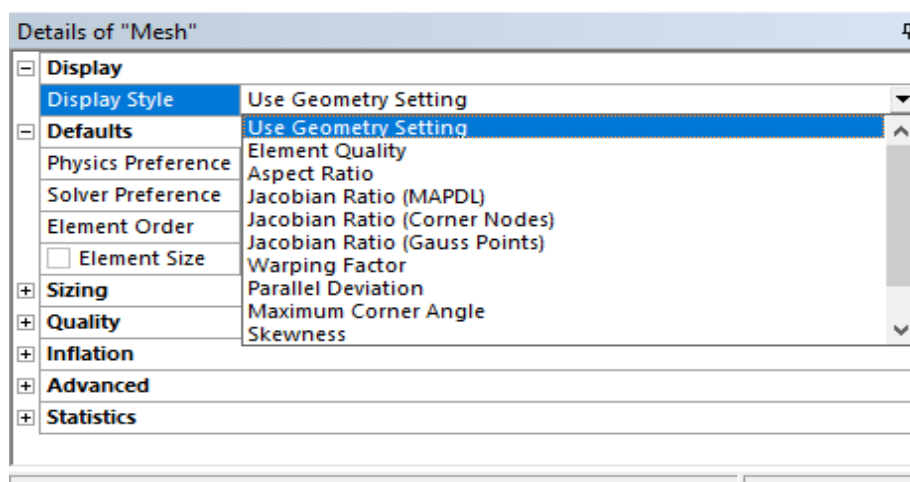 Details of "Mesh"
Display
Display Style Use Geometry Setting
Use Geometry Setting
Defaults
Element Quality
Physics Preference
Aspect Ratio
Solver Preference
Jacobian Ratio (MAPDL)
Element Order
Jacobian Ratio (Corner Nodes)
Jacobian Ratio (Gauss Points)
Element Size
Warping Factor
Sizing
Parallel Deviation
Maximum Corner Angle
Quality
Skewness
Inflation
Advanced
Statistics